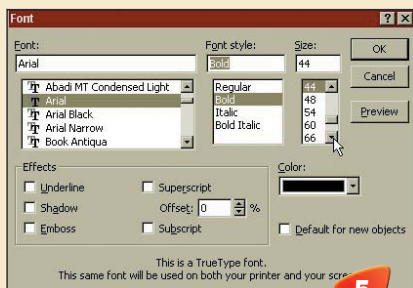 Font
Font: Font style: Size:
Arial Bold 44 OK
Abadi MT Condensed Light Regular 44 Cancel
Arial Bold 48
Arial Black Italic 54 Preview
Arial Narrow Bold Italic 60
Book Antiqua 66
Effects Color:
Underline Superscript
Shadow Offset: 0 %
Emboss Subscript Default for new objects
This is a TrueType font.
This same font will be used on both your printer and your
5